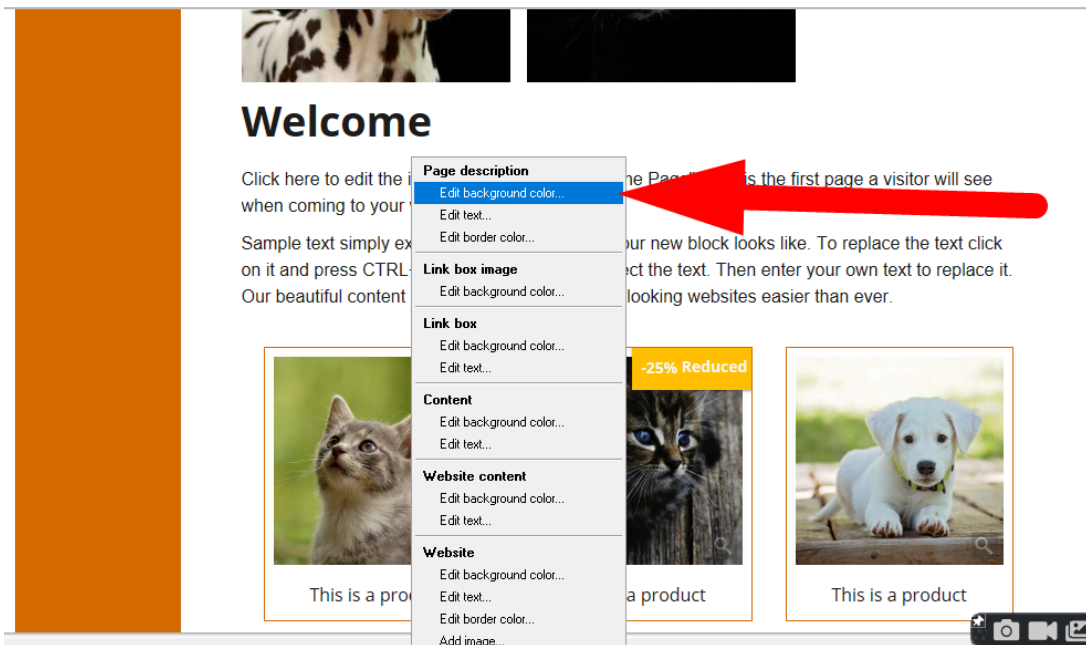 Welcome
Click here to edit the i
ne Page
is the first page a visitor will see
when coming to your
Sample text simply ex
our new block looks like. To replace the text click
on it and press CTRL
ect the text. Then enter your own text to replace it.
Our beautiful content
looking websites easier than ever.
Page description
Edit background color...
Edit text...
Edit border color...
Link box image
Edit background color...
Link box
Edit background color...
Edit text...
Content
Edit background color...
Edit text...
Website content
Edit background color...
Edit text...
Website
Edit background color...
Edit text...
Edit border color...
Add image...
-25% Reduced
This is a pro
a product
This is a product